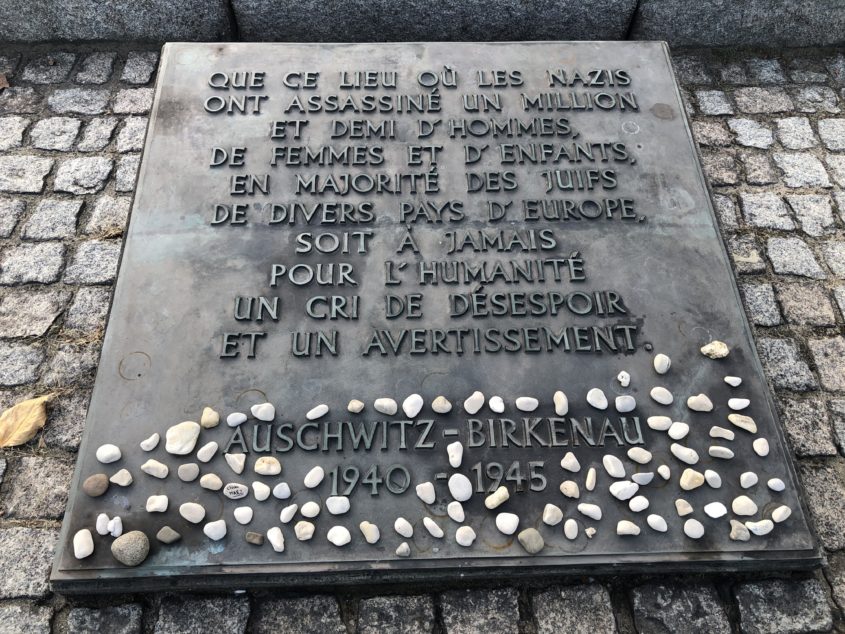 QUE CE LIEU OÙ LES NAZIS
ONT ASSASSINÉ UN MILLION
ET DEMI D'HOMMES,
DE FEMMES ET D'ENFANTS,
EN MAJORITÉ DES JUIFS
DE DIVERS PAYS D'EUROPE,
SOIT À JAMAIS
POUR L'HUMANITÉ
UN CRI DE DÉSESPOIR
ET UN AVERTISSEMENT.
AUSCHWITZ-BIRKENAU
1940 - 1945